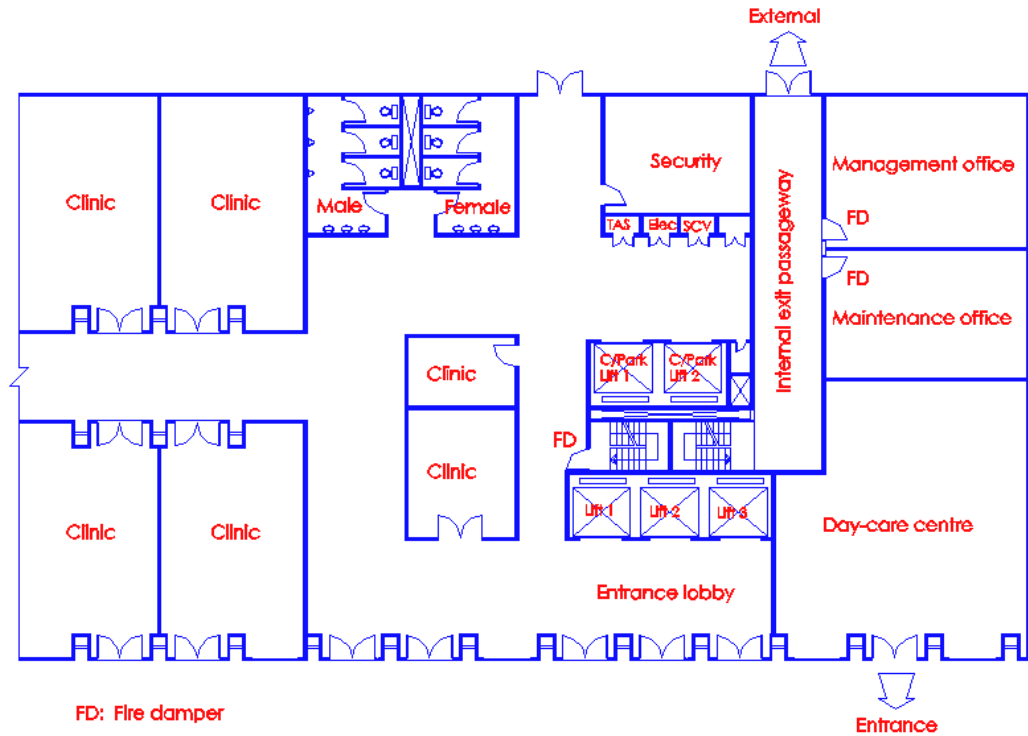 External
Clinic
Clinic
Male
Female
Security
TAS
Elec
SCV
Management office
FD
FD
Maintenance office
Internal exit passageway
Clinic
C/Park
Lift 1
C/Park
Lift 2
FD
Clinic
Clinic
Clinic
Lift 1
Lift 2
Lift 3
Day-care centre
Entrance lobby
FD: Fire damper
Entrance